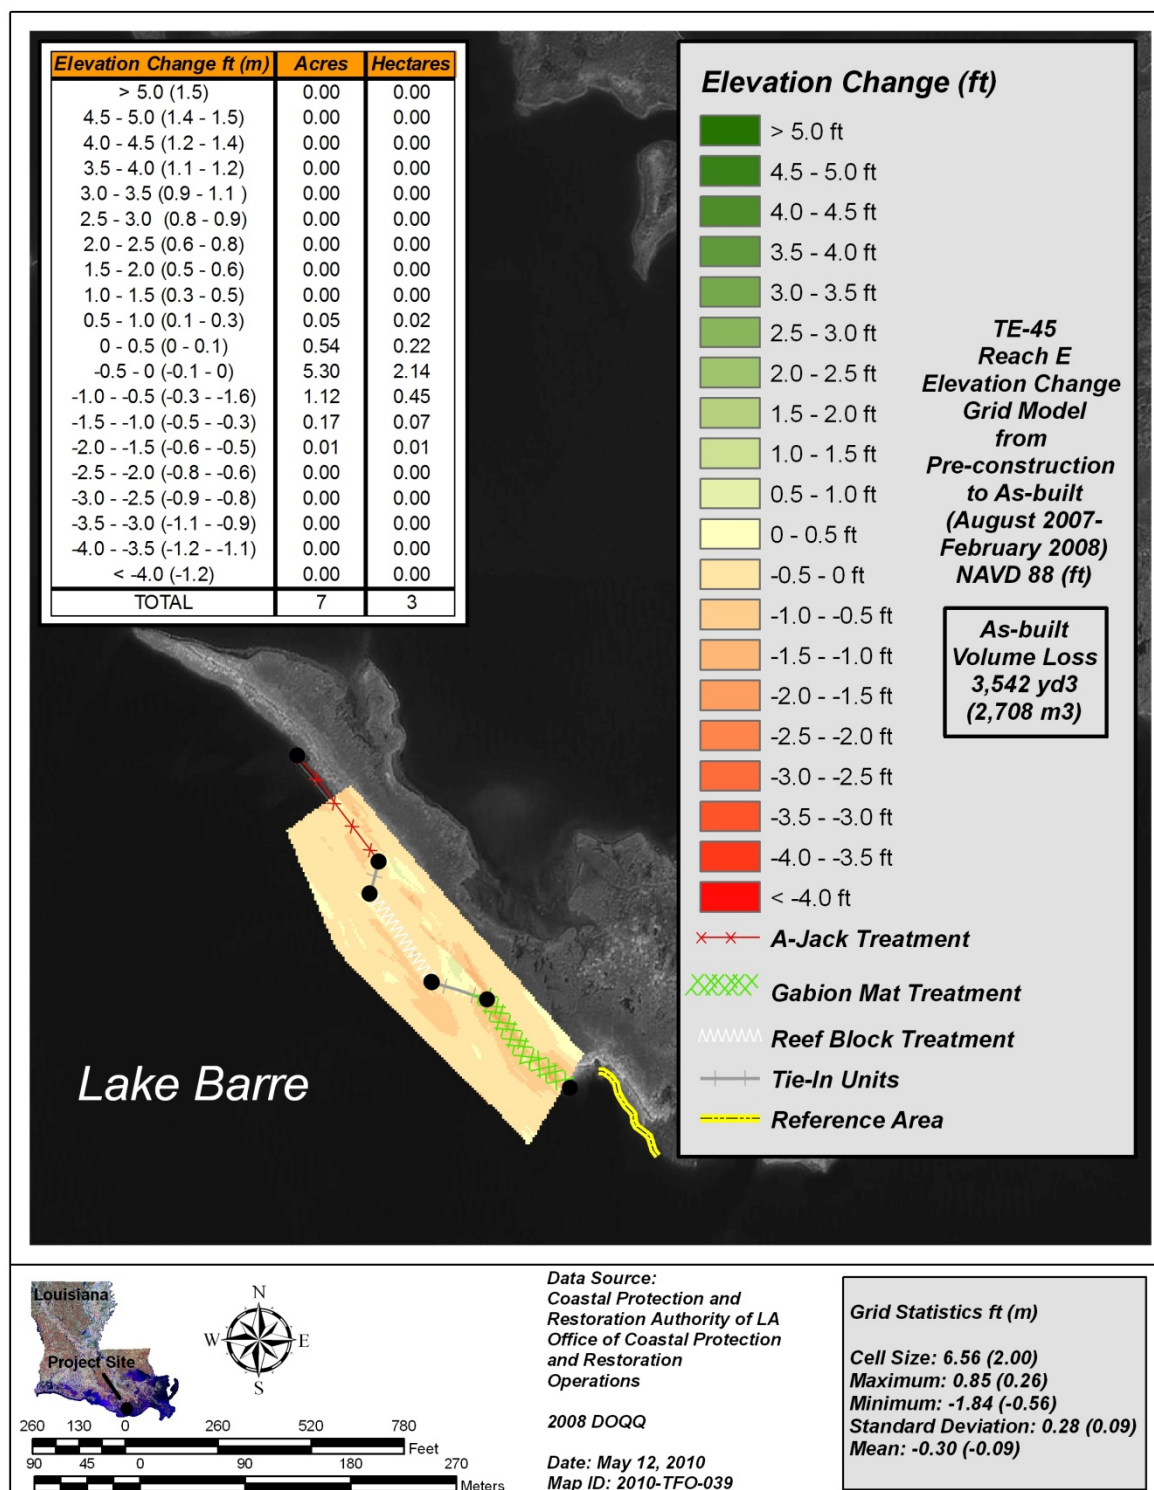 Elevation Change ft (m) Acres Hectares
> 5.0 (1.5) 0.00 0.00
4.5 - 5.0 (1.4 - 1.5) 0.00 0.00
4.0 - 4.5 (1.2 - 1.4) 0.00 0.00
3.5 - 4.0 (1.1 - 1.2) 0.00 0.00
3.0 - 3.5 (0.9 - 1.1 ) 0.00 0.00
2.5 - 3.0 (0.8 - 0.9) 0.00 0.00
2.0 - 2.5 (0.6 - 0.8) 0.00 0.00
1.5 - 2.0 (0.5 - 0.6) 0.00 0.00
1.0 - 1.5 (0.3 - 0.5) 0.00 0.00
0.5 - 1.0 (0.1 - 0.3) 0.05 0.02
0 - 0.5 (0 - 0.1) 0.54 0.22
-0.5 - 0 (-0.1 - 0) 5.30 2.14
-1.0 - -0.5 (-0.3 - -1.6) 1.12 0.45
-1.5 - -1.0 (-0.5 - -0.3) 0.17 0.07
-2.0 - -1.5 (-0.6 - -0.5) 0.01 0.01
-2.5 - -2.0 (-0.8 - -0.6) 0.00 0.00
-3.0 - -2.5 (-0.9 - -0.8) 0.00 0.00
-3.5 - -3.0 (-1.1 - -0.9) 0.00 0.00
-4.0 - -3.5 (-1.2 - -1.1) 0.00 0.00
< -4.0 (-1.2) 0.00 0.00
TOTAL 7 3
Elevation Change (ft)
> 5.0 ft
4.5 - 5.0 ft
4.0 - 4.5 ft
3.5 - 4.0 ft
3.0 - 3.5 ft
2.5 - 3.0 ft
2.0 - 2.5 ft
1.5 - 2.0 ft
1.0 - 1.5 ft
0.5 - 1.0 ft
0 - 0.5 ft
-0.5 - 0 ft
-1.0 - -0.5 ft
-1.5 - -1.0 ft
-2.0 - -1.5 ft
-2.5 - -2.0 ft
-3.0 - -2.5 ft
-3.5 - -3.0 ft
-4.0 - -3.5 ft
< -4.0 ft
A-Jack Treatment
Gabion Mat Treatment
Reef Block Treatment
Tie-In Units
Reference Area
TE-45
Reach E
Elevation Change
Grid Model
from
Pre-construction
to As-built
(August 2007-
February 2008)
NAVD 88 (ft)
As-built
Volume Loss
3,542 yd3
(2,708 m3)
Lake Barre
Louisiana
Project Site
N
W E
S
260 130 0 260 520 780
Feet
90 45 0 90 180 270
Meters
Data Source:
Coastal Protection and
Restoration Authority of LA
Office of Coastal Protection
and Restoration
Operations
2008 DOQQ
Date: May 12, 2010
Map ID: 2010-TFO-039
Grid Statistics ft (m)
Cell Size: 6.56 (2.00)
Maximum: 0.85 (0.26)
Minimum: -1.84 (-0.56)
Standard Deviation: 0.28 (0.09)
Mean: -0.30 (-0.09)